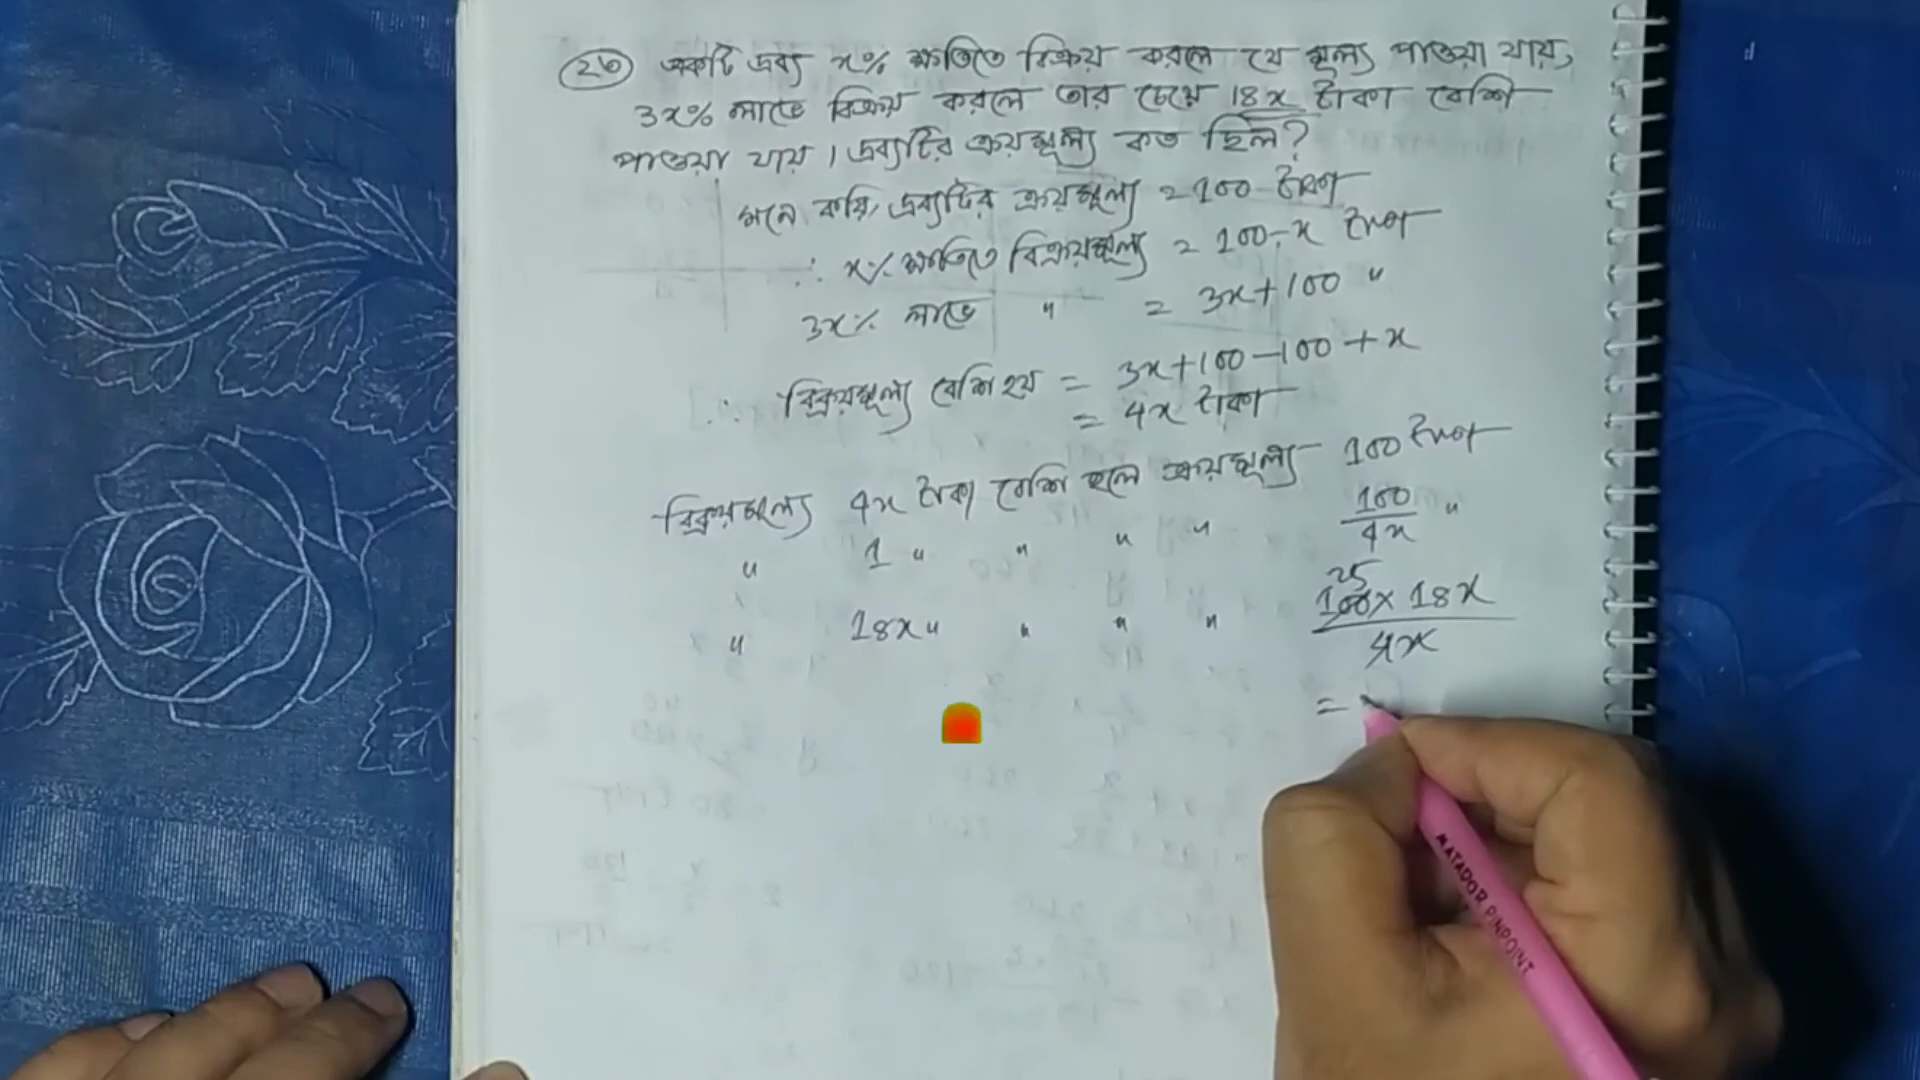 ২৩ একটি দ্রব্য x% ক্ষতিতে বিক্রয় করলে যে মূল্য পাওয়া যায়,
3x% লাভে বিক্রয় করলে তার চেয়ে 18x টাকা বেশি
পাওয়া যায়। দ্রব্যটির ক্রয়মূল্য কত ছিল?
মনে করি, দ্রব্যটির ক্রয়মূল্য = 100 টাকা
∴ x% ক্ষতিতে বিক্রয়মূল্য = 100-x টাকা
3x% লাভে " = 3x+100 "
∴ বিক্রয়মূল্য বেশি হয় = 3x+100-100+x
= 4x টাকা
বিক্রয়মূল্য 4x টাকা বেশি হলে ক্রয়মূল্য 100 টাকা
" 1 " " " " 100/4x "
25
" 18x " " " " 100×18x/4x
=
MATADOR PINPOINT